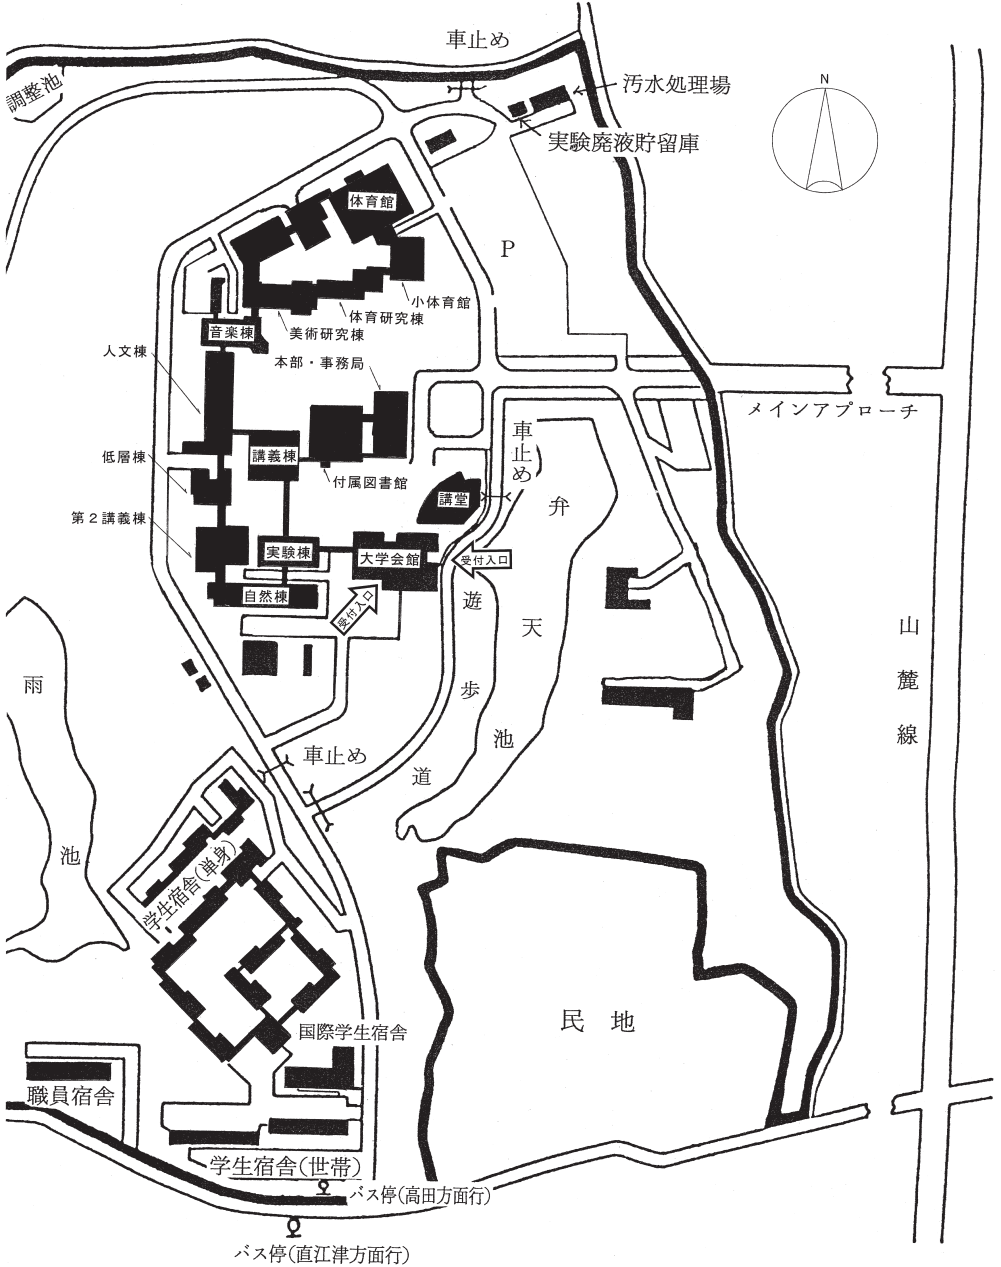 車止め
調整池
汚水処理場
N
実験廃液貯留庫
体育館
P
小体育館
体育研究棟
美術研究棟
音楽棟
人文棟
本部・事務局
メインアプローチ
車止め
低層棟
講義棟
付属図書館
講堂
弁天池
第2講義棟
実験棟
大学会館
受付入口
自然棟
受付入口
遊歩道
山麓線
雨池
車止め
学生宿舎(単身)
民地
国際学生宿舎
職員宿舎
学生宿舎(世帯)
バス停(高田方面行)
バス停(直江津方面行)